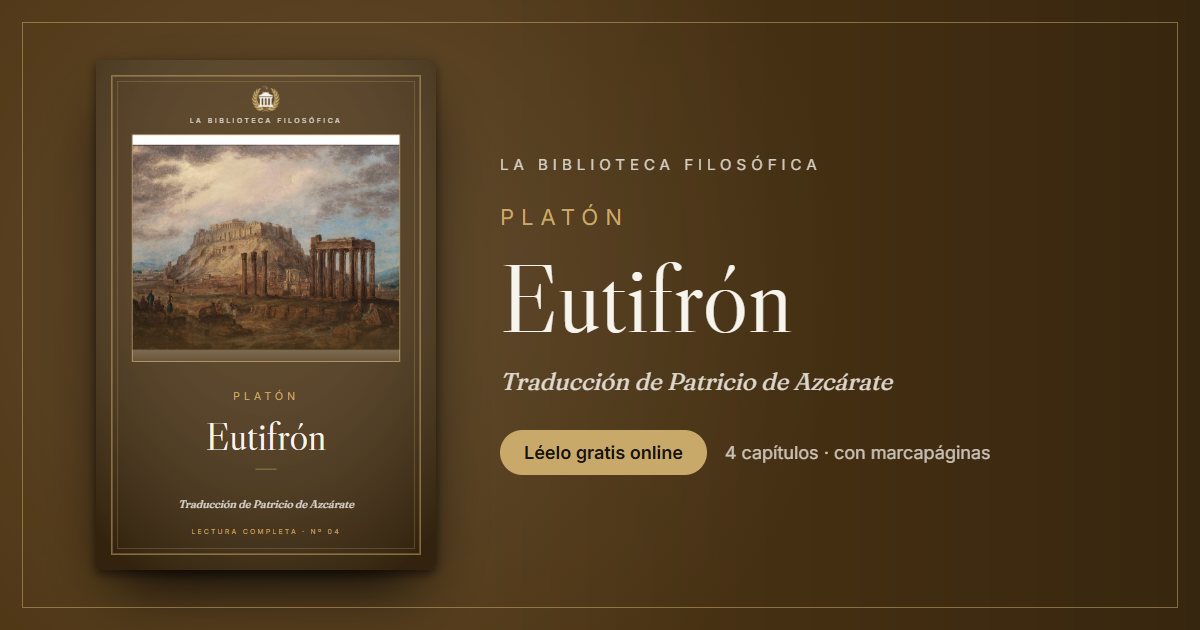 LA BIBLIOTECA FILOSÓFICA
PLATÓN
Eutifrón
Traducción de Patricio de Azcárate
LECTURA COMPLETA · Nº 04
LA BIBLIOTECA FILOSÓFICA
PLATÓN
Eutifrón
Traducción de Patricio de Azcárate
Léelo gratis online
4 capítulos · con marcapáginas